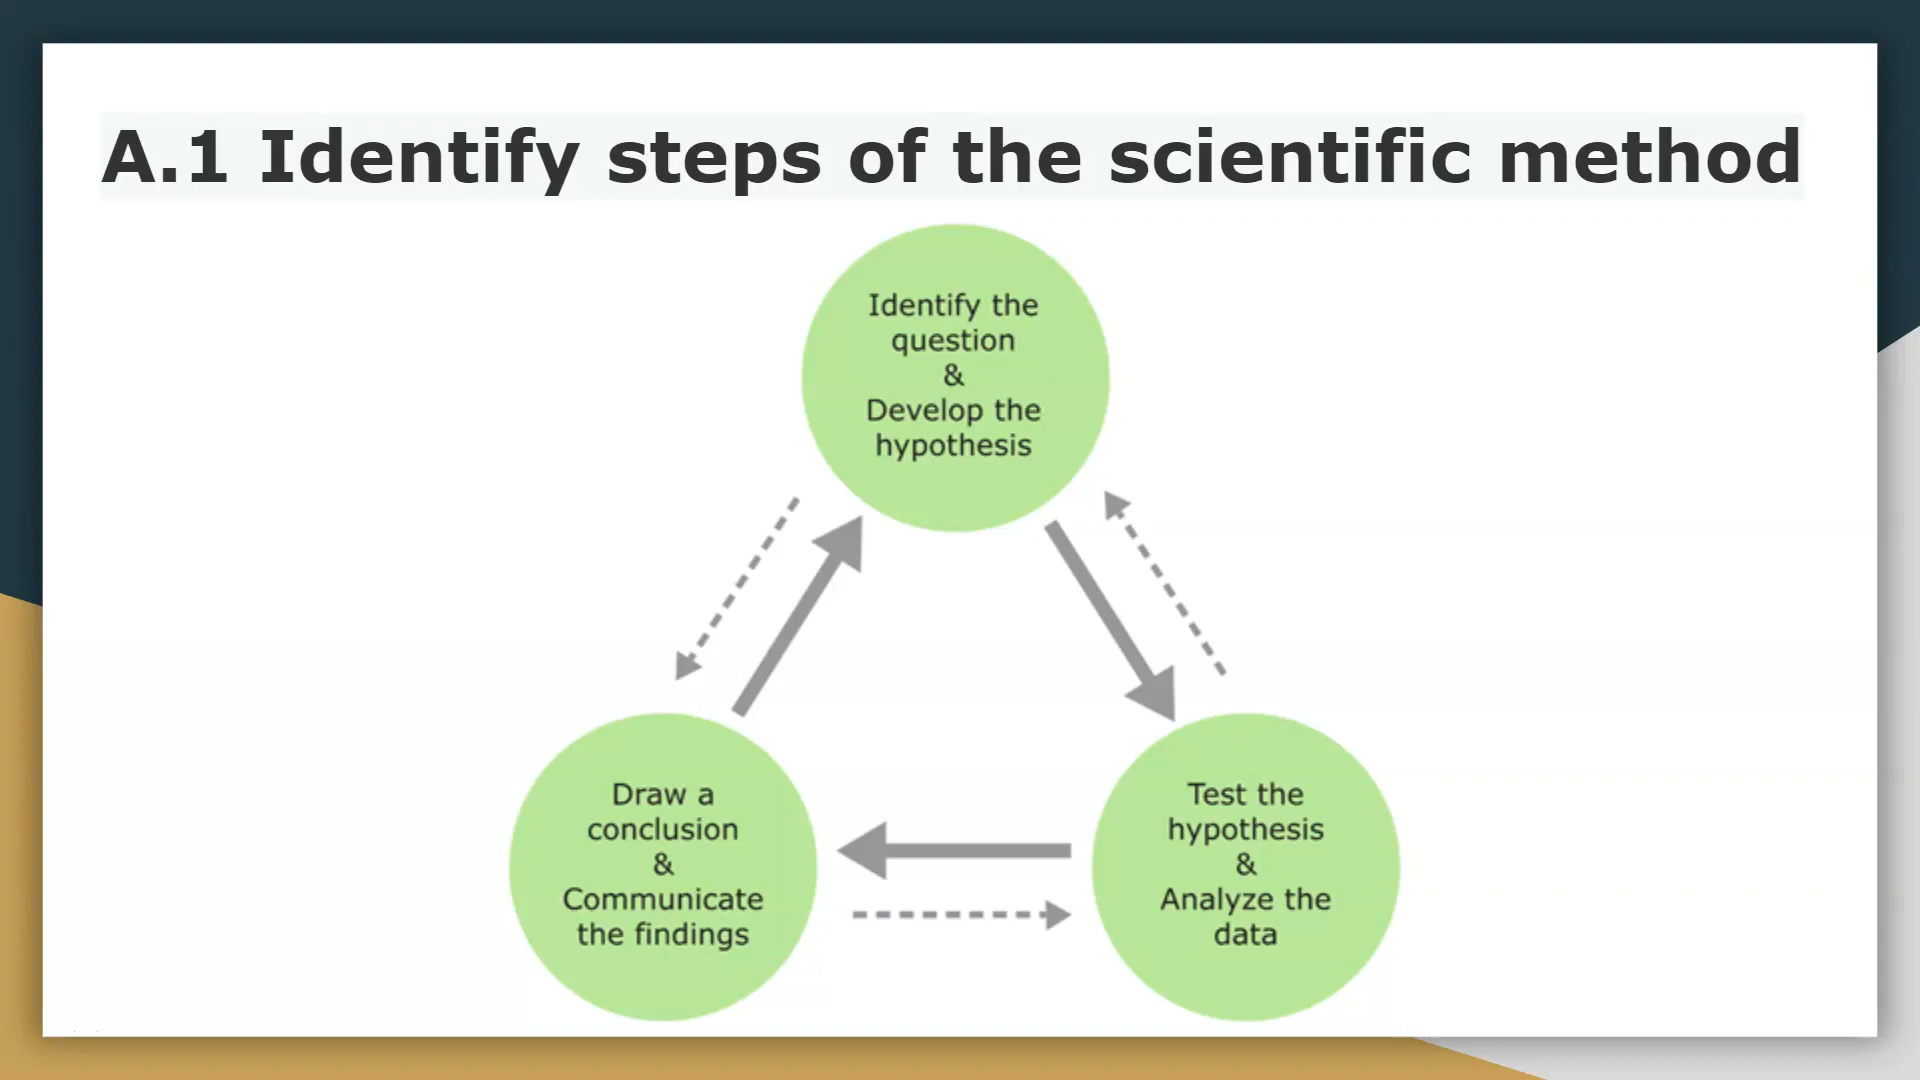 A.1 Identify steps of the scientific method
Identify the
question
&
Develop the
hypothesis
Draw a
conclusion
&
Communicate
the findings
Test the
hypothesis
&
Analyze the
data